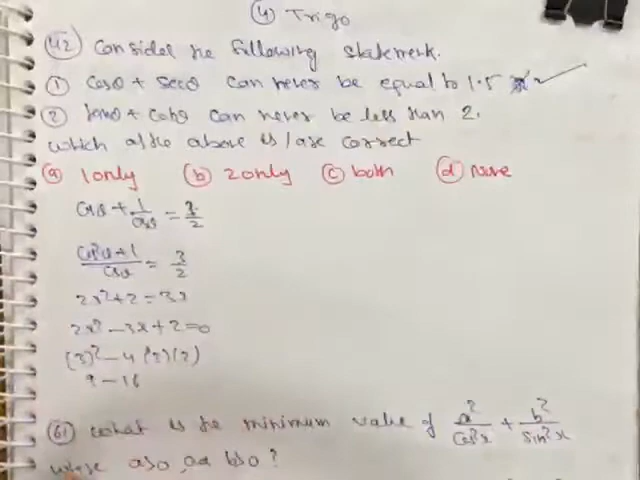 (4) Trigo
(42) Consider the following statement.
① cosθ + secθ can never be equal to 1.5
② tanθ + cotθ can never be less than 2.
which of the above is/are correct
ⓐ 1 only ⓑ 2 only ⓒ both ⓓ none
cosθ + 1/cosθ = 3/2
cos²θ+1/cosθ = 3/2
2x²+2 = 3x
2x² - 3x + 2 = 0
(3)² - 4(2)(2)
9 - 16
(61) What is the minimum value of a²/cos²x + b²/sin²x
whose a>0, b>0?